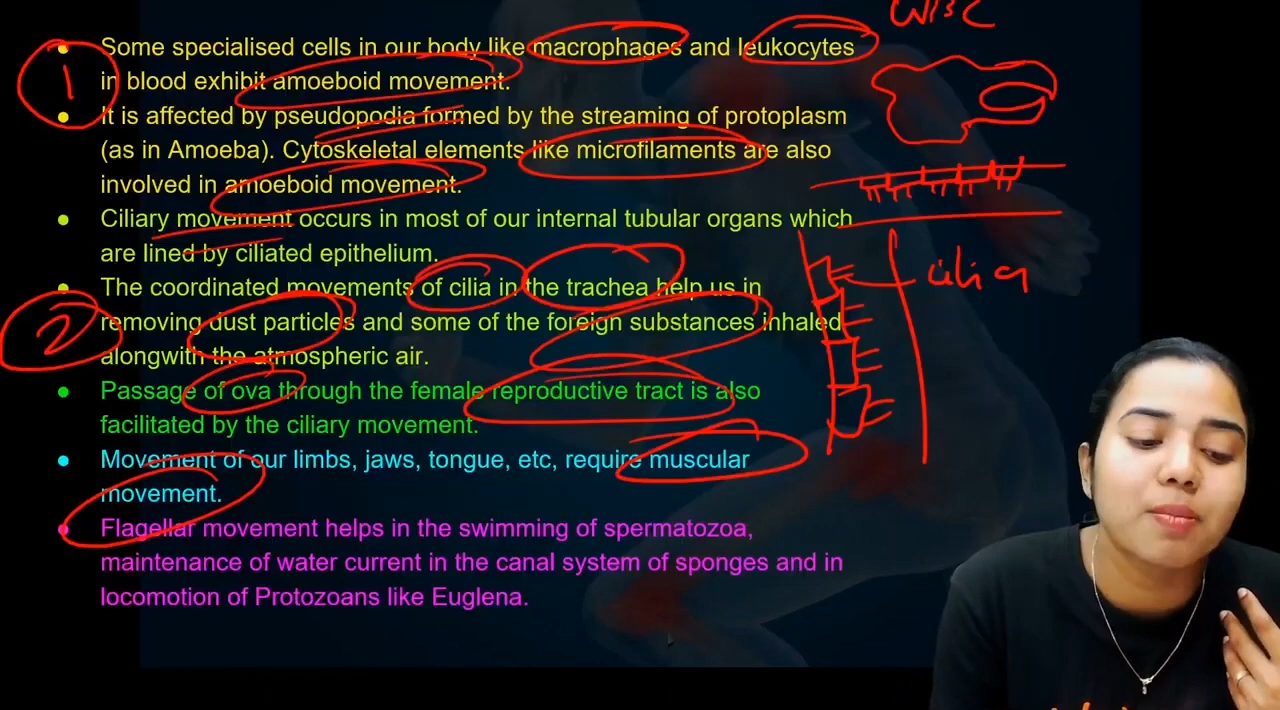 WBC
● Some specialised cells in our body like macrophages and leukocytes
in blood exhibit amoeboid movement.
1
● It is affected by pseudopodia formed by the streaming of protoplasm
(as in Amoeba). Cytoskeletal elements like microfilaments are also
involved in amoeboid movement.
● Ciliary movement occurs in most of our internal tubular organs which
are lined by ciliated epithelium.
cilia
● The coordinated movements of cilia in the trachea help us in
removing dust particles and some of the foreign substances inhaled
2
alongwith the atmospheric air.
● Passage of ova through the female reproductive tract is also
facilitated by the ciliary movement.
● Movement of our limbs, jaws, tongue, etc, require muscular
movement.
● Flagellar movement helps in the swimming of spermatozoa,
maintenance of water current in the canal system of sponges and in
locomotion of Protozoans like Euglena.